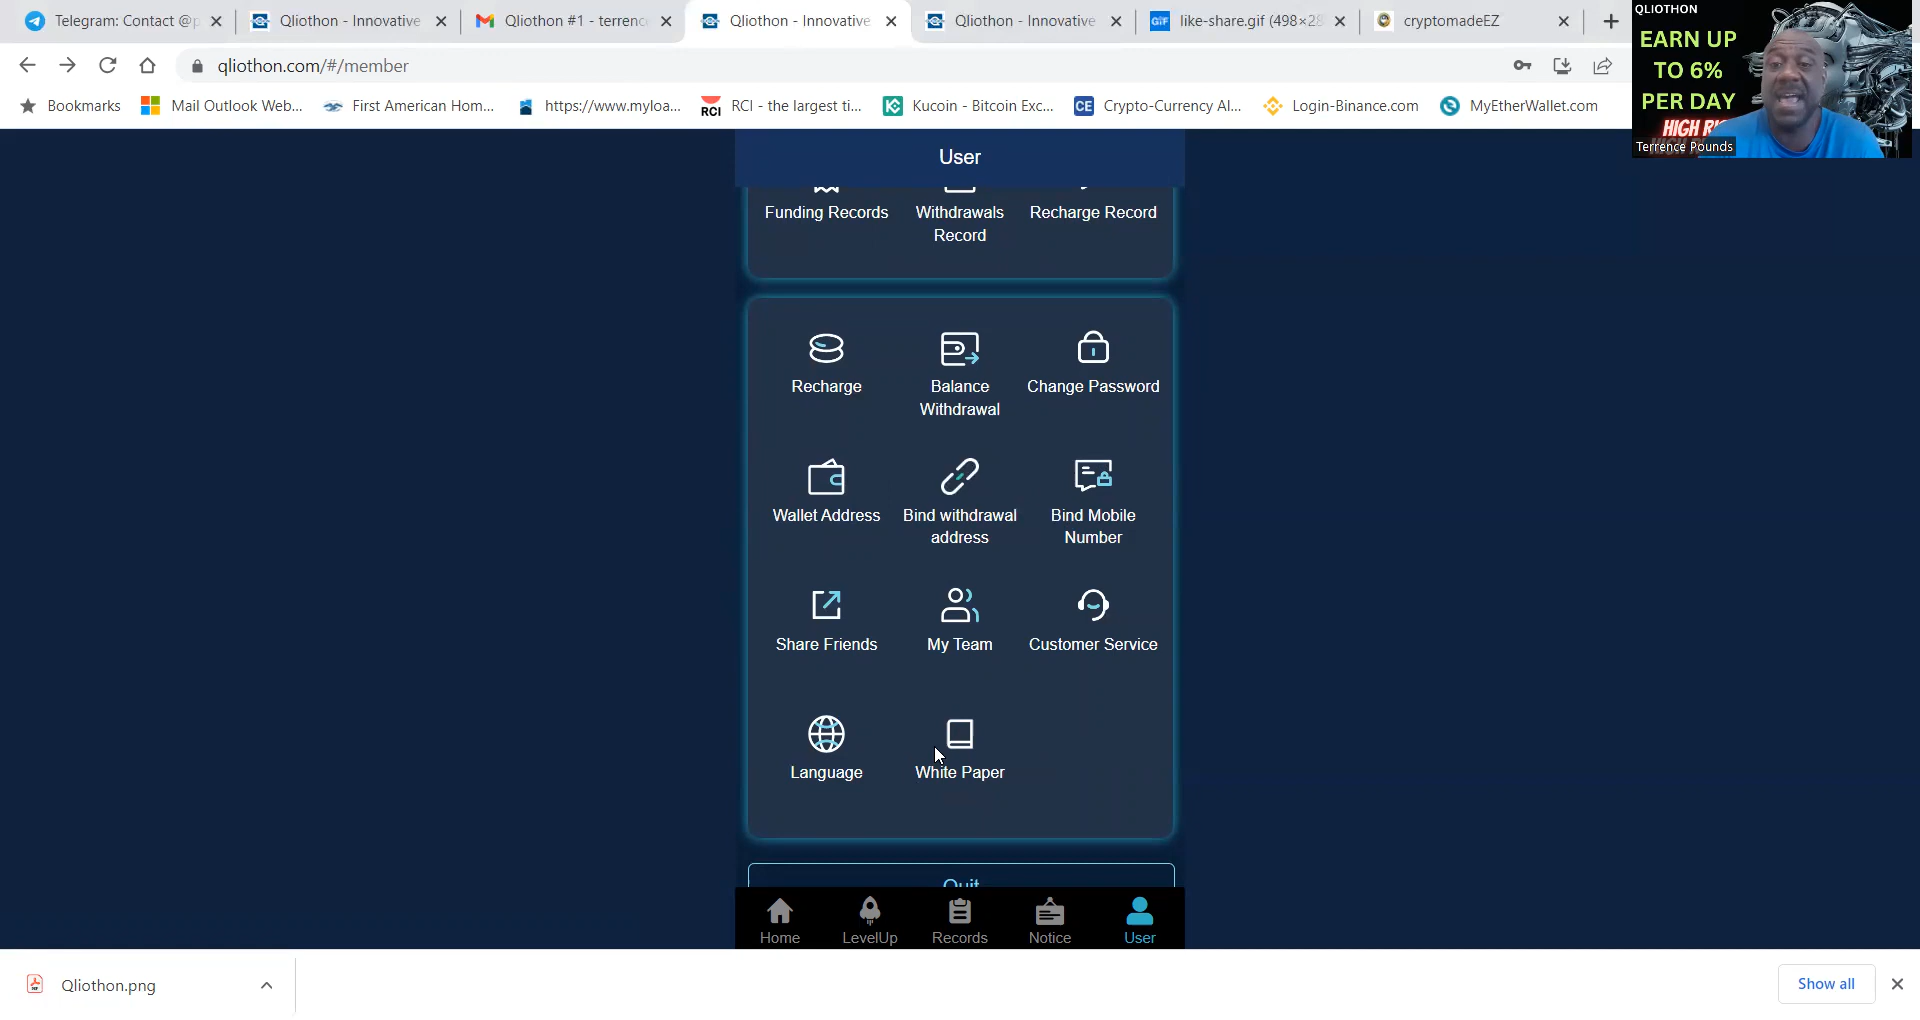 Telegram: Contact @p
Qliothon - Innovative
Qliothon #1 - terrenc
Qliothon - Innovative
Qliothon - Innovative
like-share.gif (498×28
cryptomadeEZ
qliothon.com/#/member
Bookmarks
Mail Outlook Web...
First American Hom...
https://www.myloa...
RCI
RCI - the largest ti...
Kucoin - Bitcoin Exc...
CE
Crypto-Currency Al...
Login-Binance.com
MyEtherWallet.com
QLIOTHON
EARN UP
TO 6%
PER DAY
HIGH RI
Terrence Pounds
User
Funding Records
Withdrawals
Record
Recharge Record
Recharge
Balance
Withdrawal
Change Password
Wallet Address
Bind withdrawal
address
Bind Mobile
Number
Share Friends
My Team
Customer Service
Language
White Paper
Quit
Home
LevelUp
Records
Notice
User
Qliothon.png
Show all